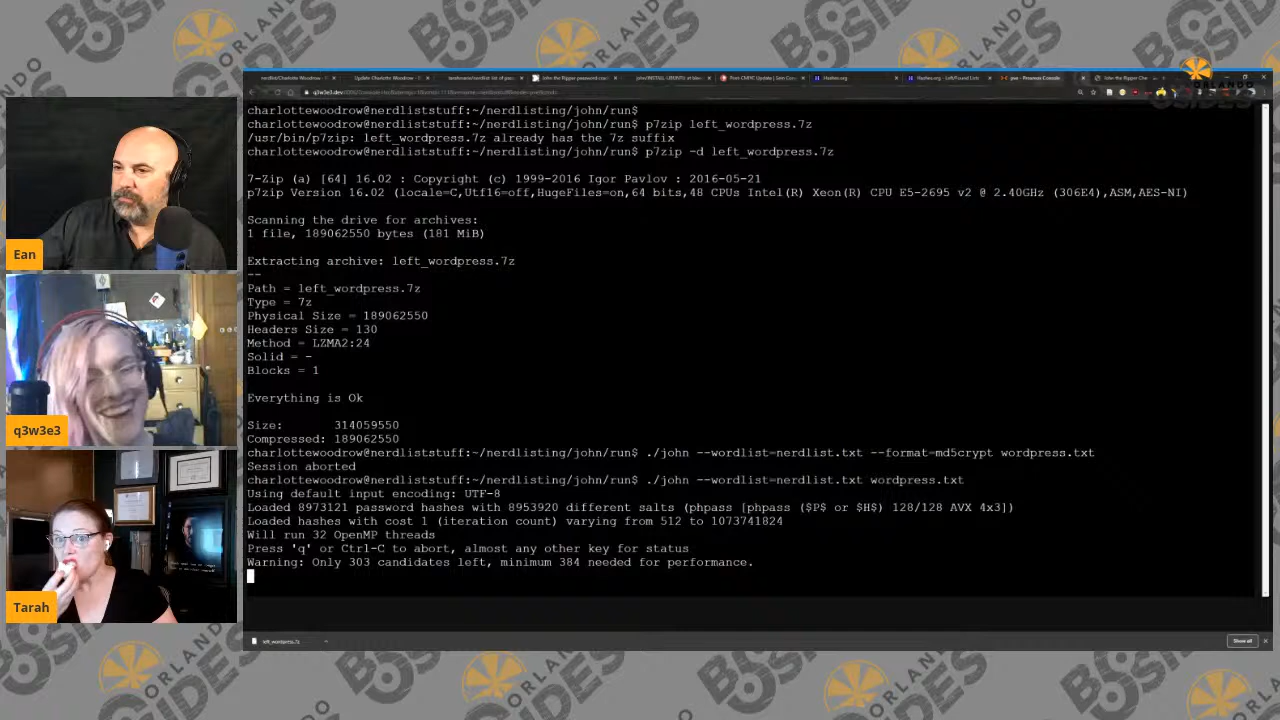 charlottewoodrow@nerdliststuff:~/nerdlisting/john/run$
charlottewoodrow@nerdliststuff:~/nerdlisting/john/run$ p7zip left_wordpress.7z
/usr/bin/p7zip: left_wordpress.7z already has the 7z suffix
charlottewoodrow@nerdliststuff:~/nerdlisting/john/run$ p7zip -d left_wordpress.7z
7-Zip (a) [64] 16.02 : Copyright (c) 1999-2016 Igor Pavlov : 2016-05-21
p7zip Version 16.02 (locale=C,Utf16=off,HugeFiles=on,64 bits,48 CPUs Intel(R) Xeon(R) CPU E5-2695 v2 @ 2.40GHz (306E4),ASM,AES-NI)
Scanning the drive for archives:
1 file, 189062550 bytes (181 MiB)
Extracting archive: left_wordpress.7z
--
Path = left_wordpress.7z
Type = 7z
Physical Size = 189062550
Headers Size = 130
Method = LZMA2:24
Solid = -
Blocks = 1
Everything is Ok
Size: 314059550
Compressed: 189062550
charlottewoodrow@nerdliststuff:~/nerdlisting/john/run$ ./john --wordlist=nerdlist.txt --format=md5crypt wordpress.txt
Session aborted
charlottewoodrow@nerdliststuff:~/nerdlisting/john/run$ ./john --wordlist=nerdlist.txt wordpress.txt
Using default input encoding: UTF-8
Loaded 8973121 password hashes with 8953920 different salts (phpass [phpass ($P$ or $H$) 128/128 AVX 4x3])
Loaded hashes with cost 1 (iteration count) varying from 512 to 1073741824
Will run 32 OpenMP threads
Press 'q' or Ctrl-C to abort, almost any other key for status
Warning: Only 303 candidates left, minimum 384 needed for performance.
left_wordpress.7z
Show all
Ean
q3w3e3
Tarah
BSIDES
ORLANDO